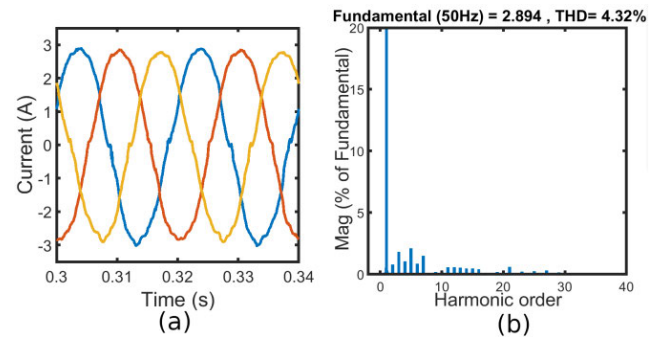 3
2
1
0
-1
-2
-3
Current (A)
0.3 0.31 0.32 0.33 0.34
Time (s)
(a)
Fundamental (50Hz) = 2.894 , THD= 4.32%
20
15
10
5
0
Mag (% of Fundamental)
0 10 20 30 40
Harmonic order
(b)